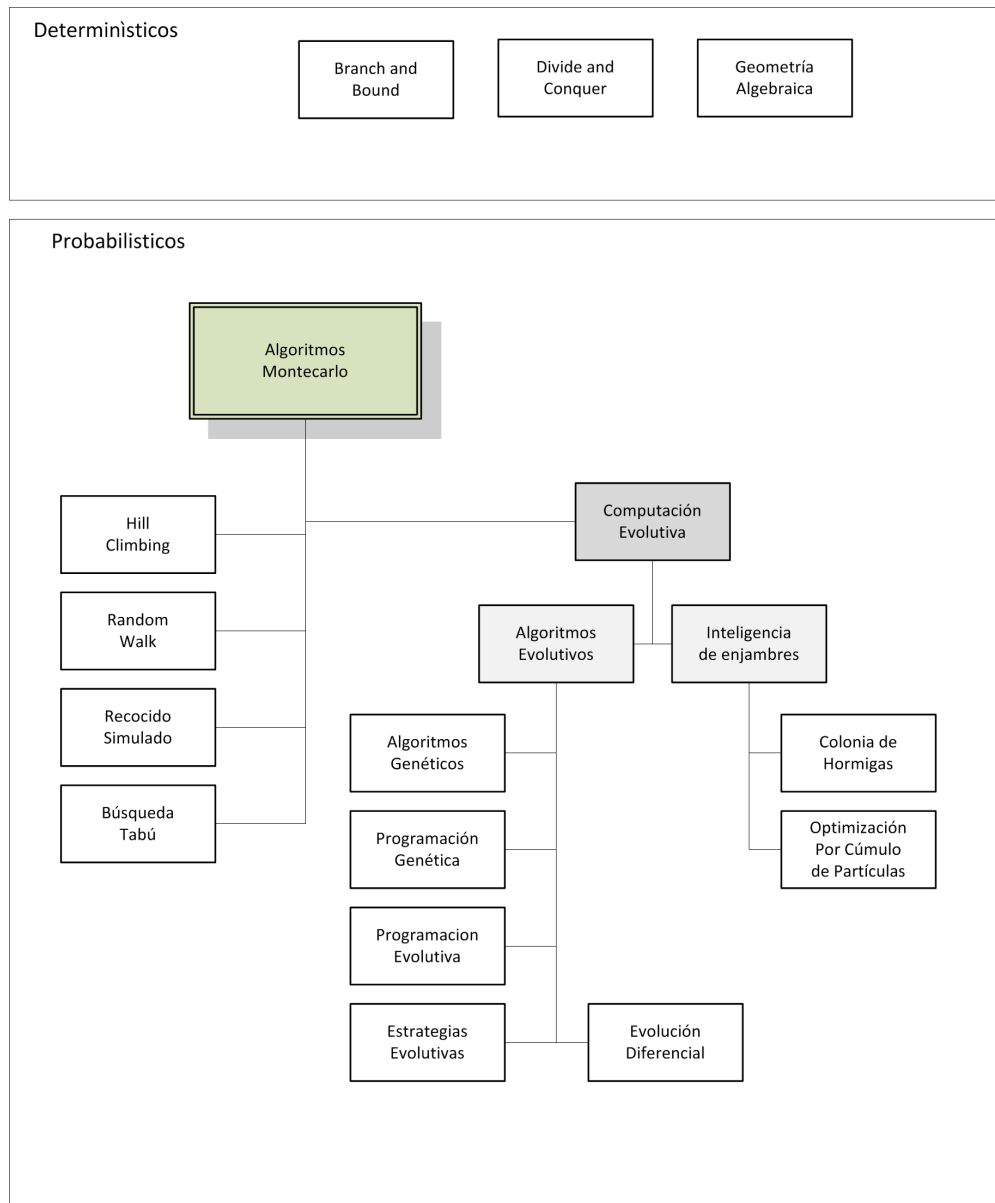 Determinìsticos
Branch and
Bound
Divide and
Conquer
Geometría
Algebraica
Probabilisticos
Algoritmos
Montecarlo
Hill
Climbing
Random
Walk
Recocido
Simulado
Búsqueda
Tabú
Computación
Evolutiva
Algoritmos
Evolutivos
Inteligencia
de enjambres
Algoritmos
Genéticos
Programación
Genética
Programacion
Evolutiva
Estrategias
Evolutivas
Evolución
Diferencial
Colonia de
Hormigas
Optimización
Por Cúmulo
de Partículas